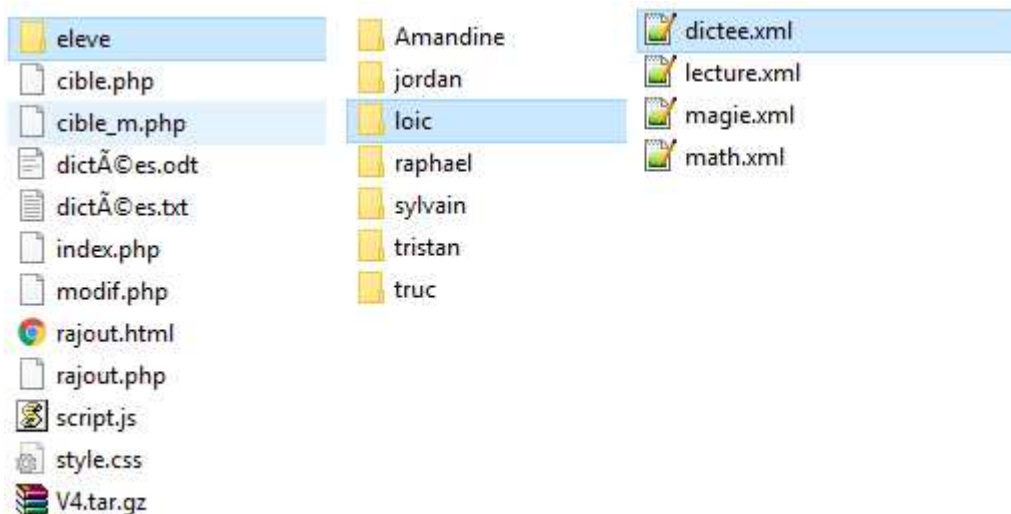 eleve
cible.php
cible_m.php
dictÃ©es.odt
dictÃ©es.txt
index.php
modif.php
rajout.html
rajout.php
script.js
style.css
V4.tar.gz
Amandine
jordan
loic
raphael
sylvain
tristan
truc
dictee.xml
lecture.xml
magie.xml
math.xml